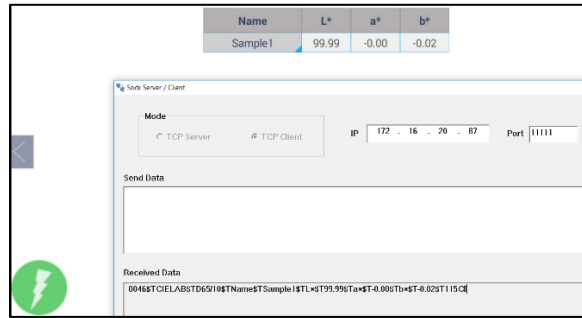 Name L* a* b*
Sample1 99.99 -0.00 -0.02
Sock Server / Client
Mode
TCP Server TCP Client
IP 172 . 16 . 20 . 87 Port 11111
Send Data
Received Data
0046$TCIELAB$TD65/10$TName$TSample1$TL×$T99.99$Ta×$T-0.00$Tb×$T-0.02$T115C$